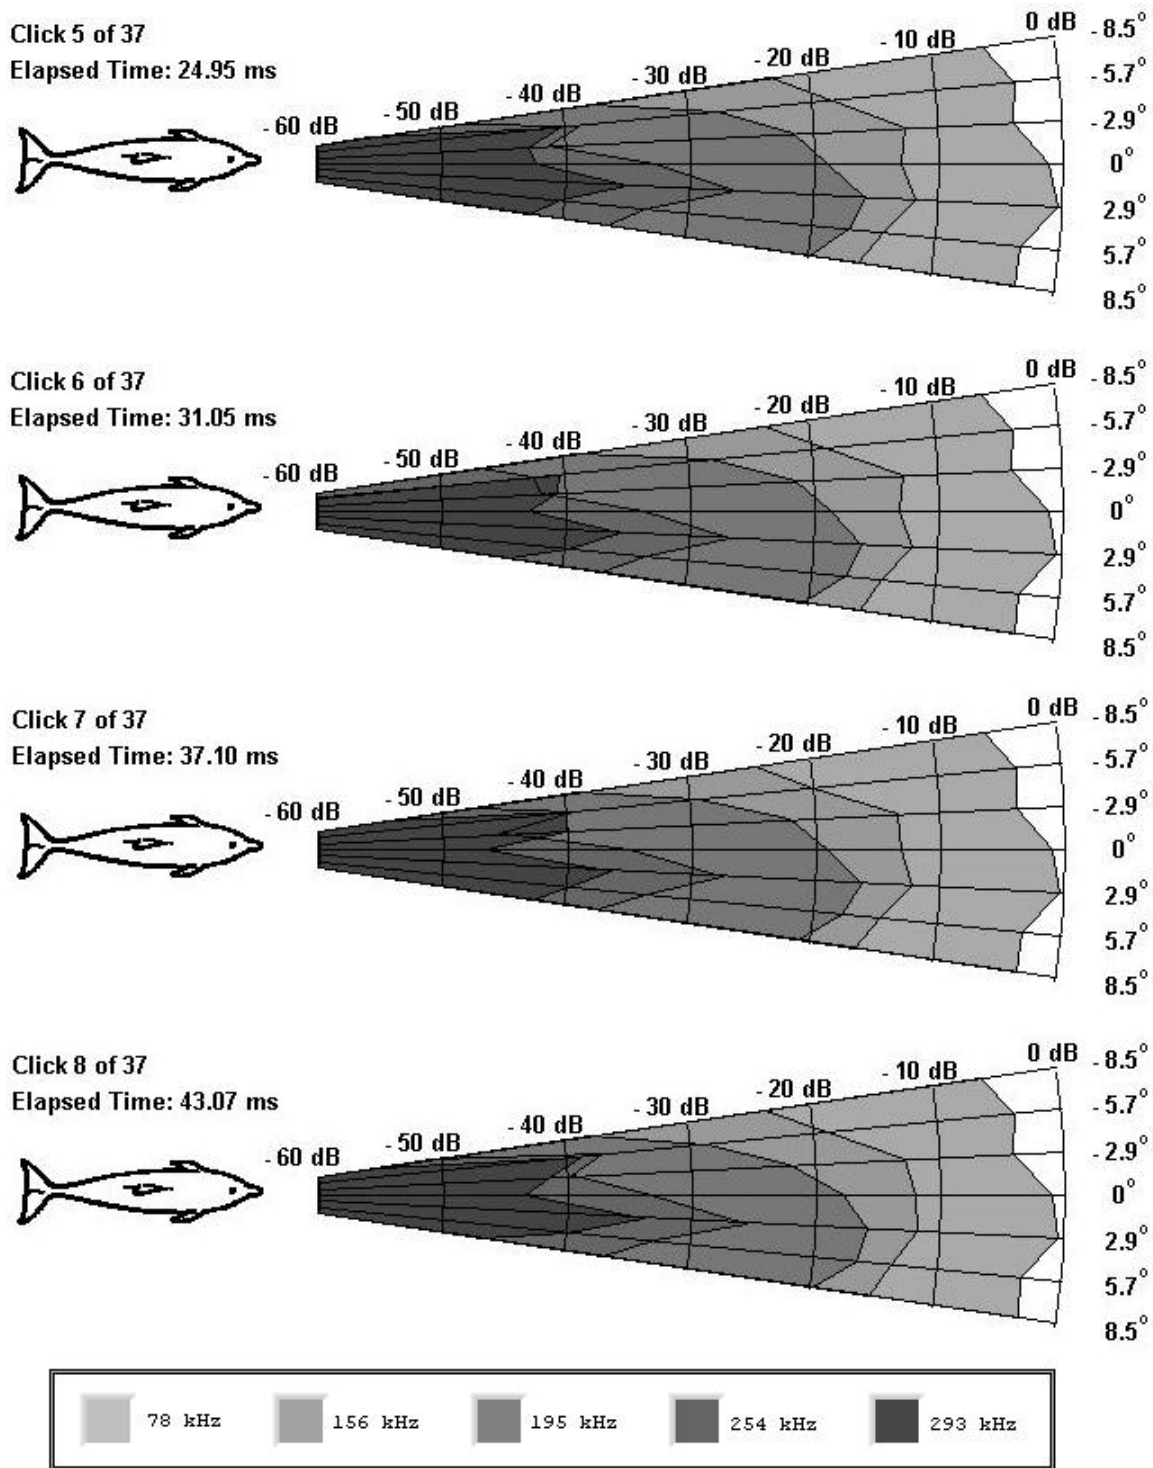 Click 5 of 37
Elapsed Time: 24.95 ms
- 60 dB
- 50 dB
- 40 dB
- 30 dB
- 20 dB
- 10 dB
0 dB
- 8.5°
- 5.7°
- 2.9°
0°
2.9°
5.7°
8.5°
Click 6 of 37
Elapsed Time: 31.05 ms
- 60 dB
- 50 dB
- 40 dB
- 30 dB
- 20 dB
- 10 dB
0 dB
- 8.5°
- 5.7°
- 2.9°
0°
2.9°
5.7°
8.5°
Click 7 of 37
Elapsed Time: 37.10 ms
- 60 dB
- 50 dB
- 40 dB
- 30 dB
- 20 dB
- 10 dB
0 dB
- 8.5°
- 5.7°
- 2.9°
0°
2.9°
5.7°
8.5°
Click 8 of 37
Elapsed Time: 43.07 ms
- 60 dB
- 50 dB
- 40 dB
- 30 dB
- 20 dB
- 10 dB
0 dB
- 8.5°
- 5.7°
- 2.9°
0°
2.9°
5.7°
8.5°
78 kHz 156 kHz 195 kHz 254 kHz 293 kHz